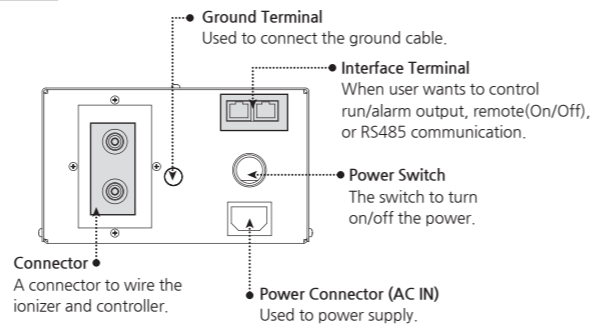 Ground Terminal
Used to connect the ground cable.
Interface Terminal
When user wants to control
run/alarm output, remote(On/Off),
or RS485 communication.
Power Switch
The switch to turn
on/off the power.
Connector
A connector to wire the
ionizer and controller.
Power Connector (AC IN)
Used to power supply.